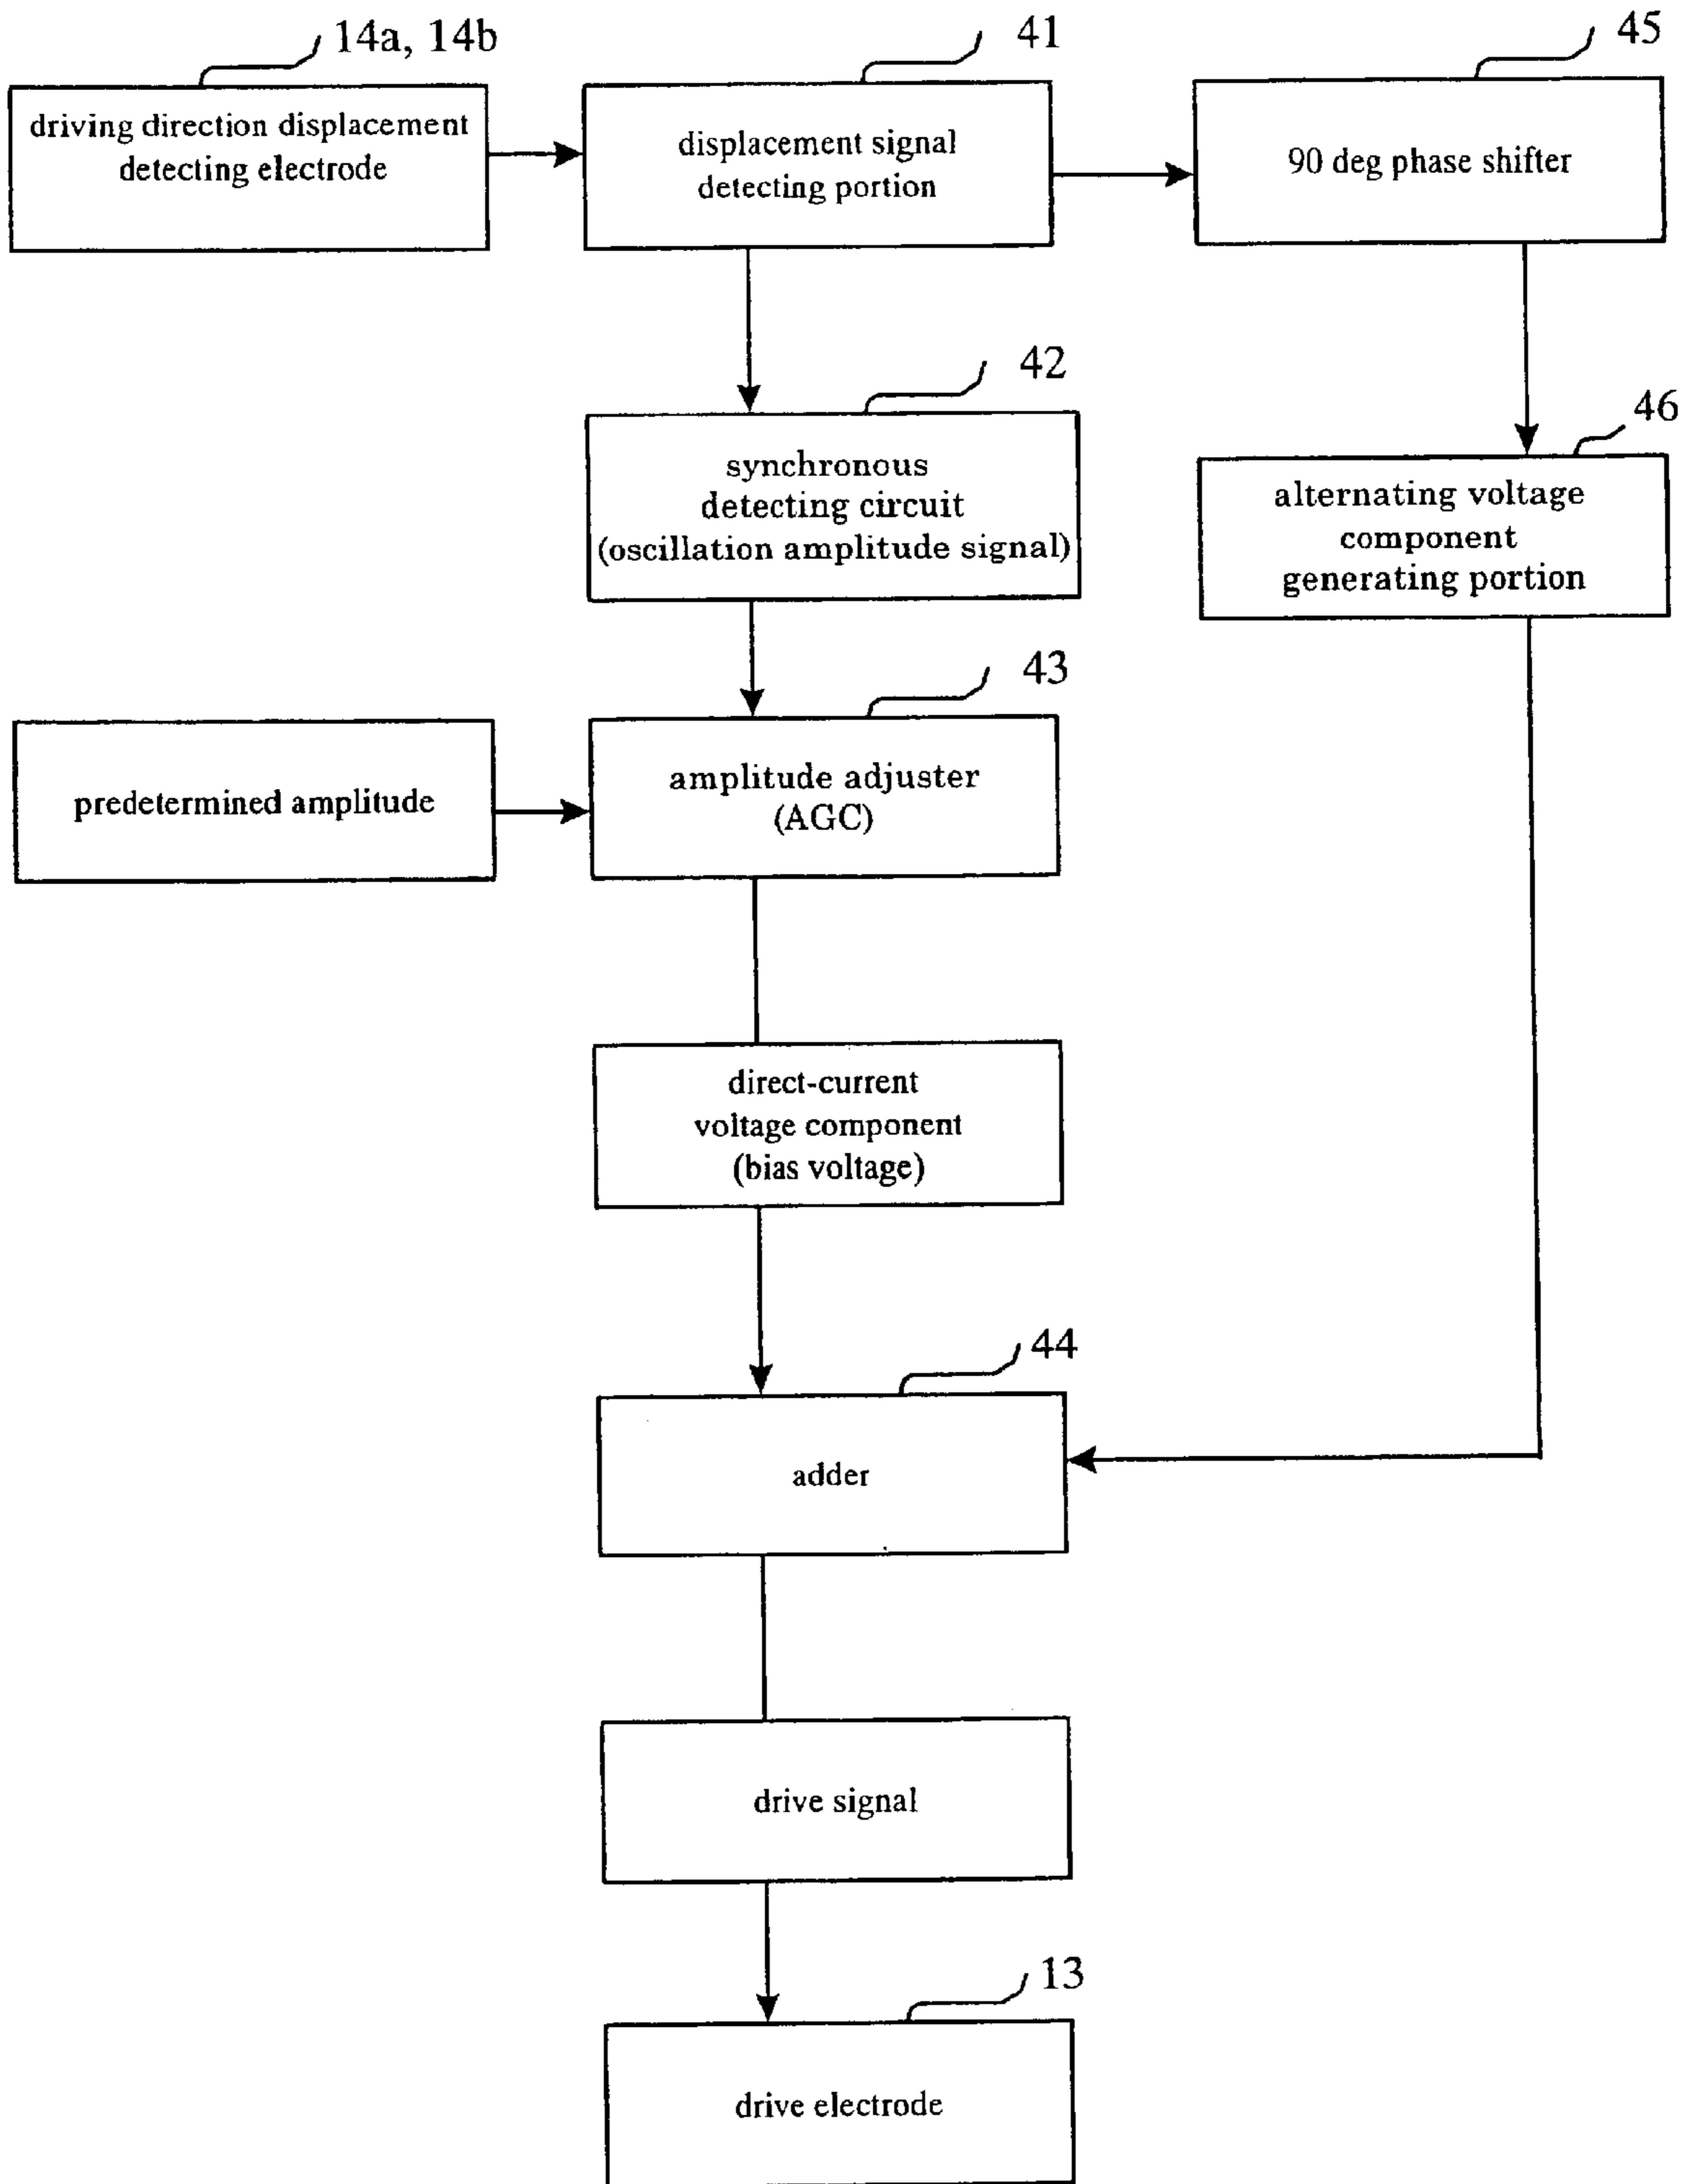 14a, 14b
driving direction displacement
detecting electrode
41
displacement signal
detecting portion
45
90 deg phase shifter
42
synchronous
detecting circuit
(oscillation amplitude signal)
46
alternating voltage
component
generating portion
43
predetermined amplitude
amplitude adjuster
(AGC)
direct-current
voltage component
(bias voltage)
44
adder
drive signal
13
drive electrode